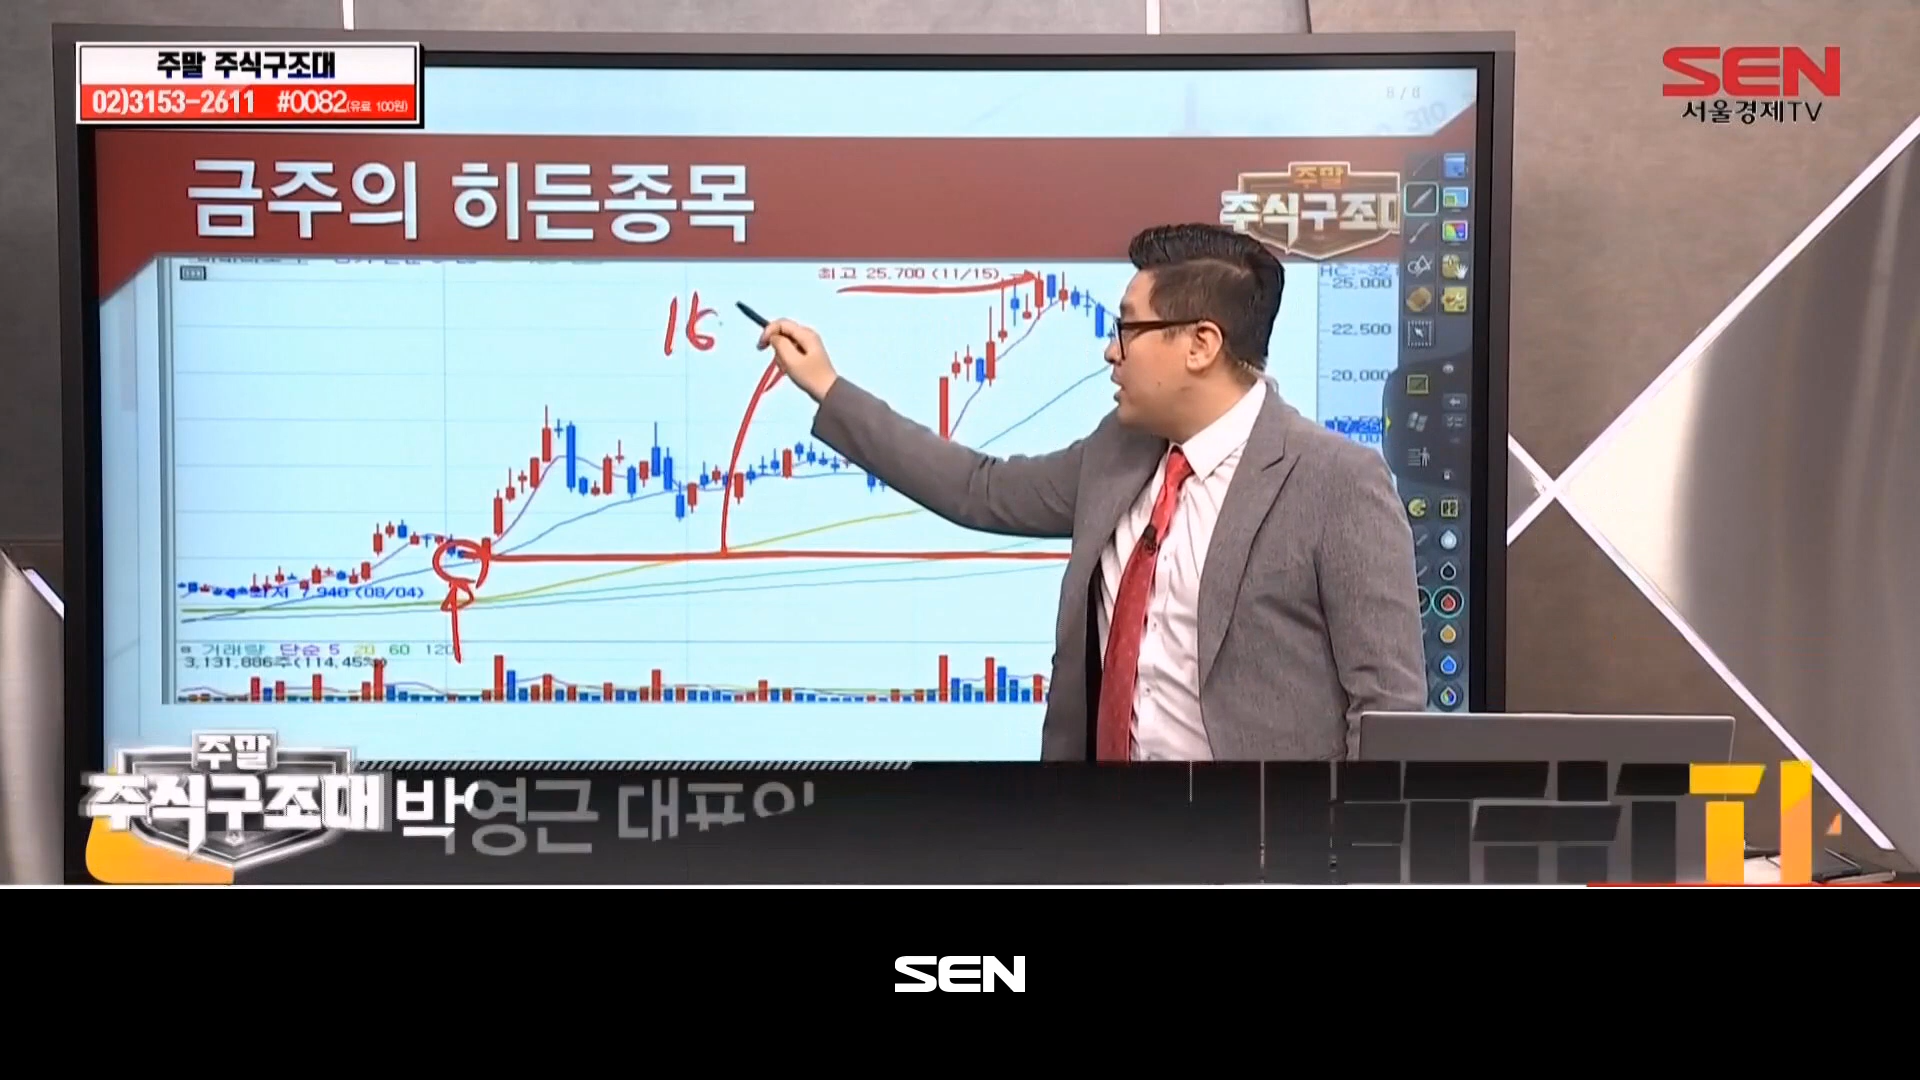 주말 주식구조대
02)3153-2611 #0082(유료 100원)
SEN
서울경제TV
8/8
금주의 히든종목
주말
주식구조대
최고 25,700 (11/15)
25,000
22,500
20,000
16
최저 7,940 (08/04)
거래량 단순 5 20 60 120
3,131,886주(114,45%)
주말
주식구조대
박영근 대표
SEN